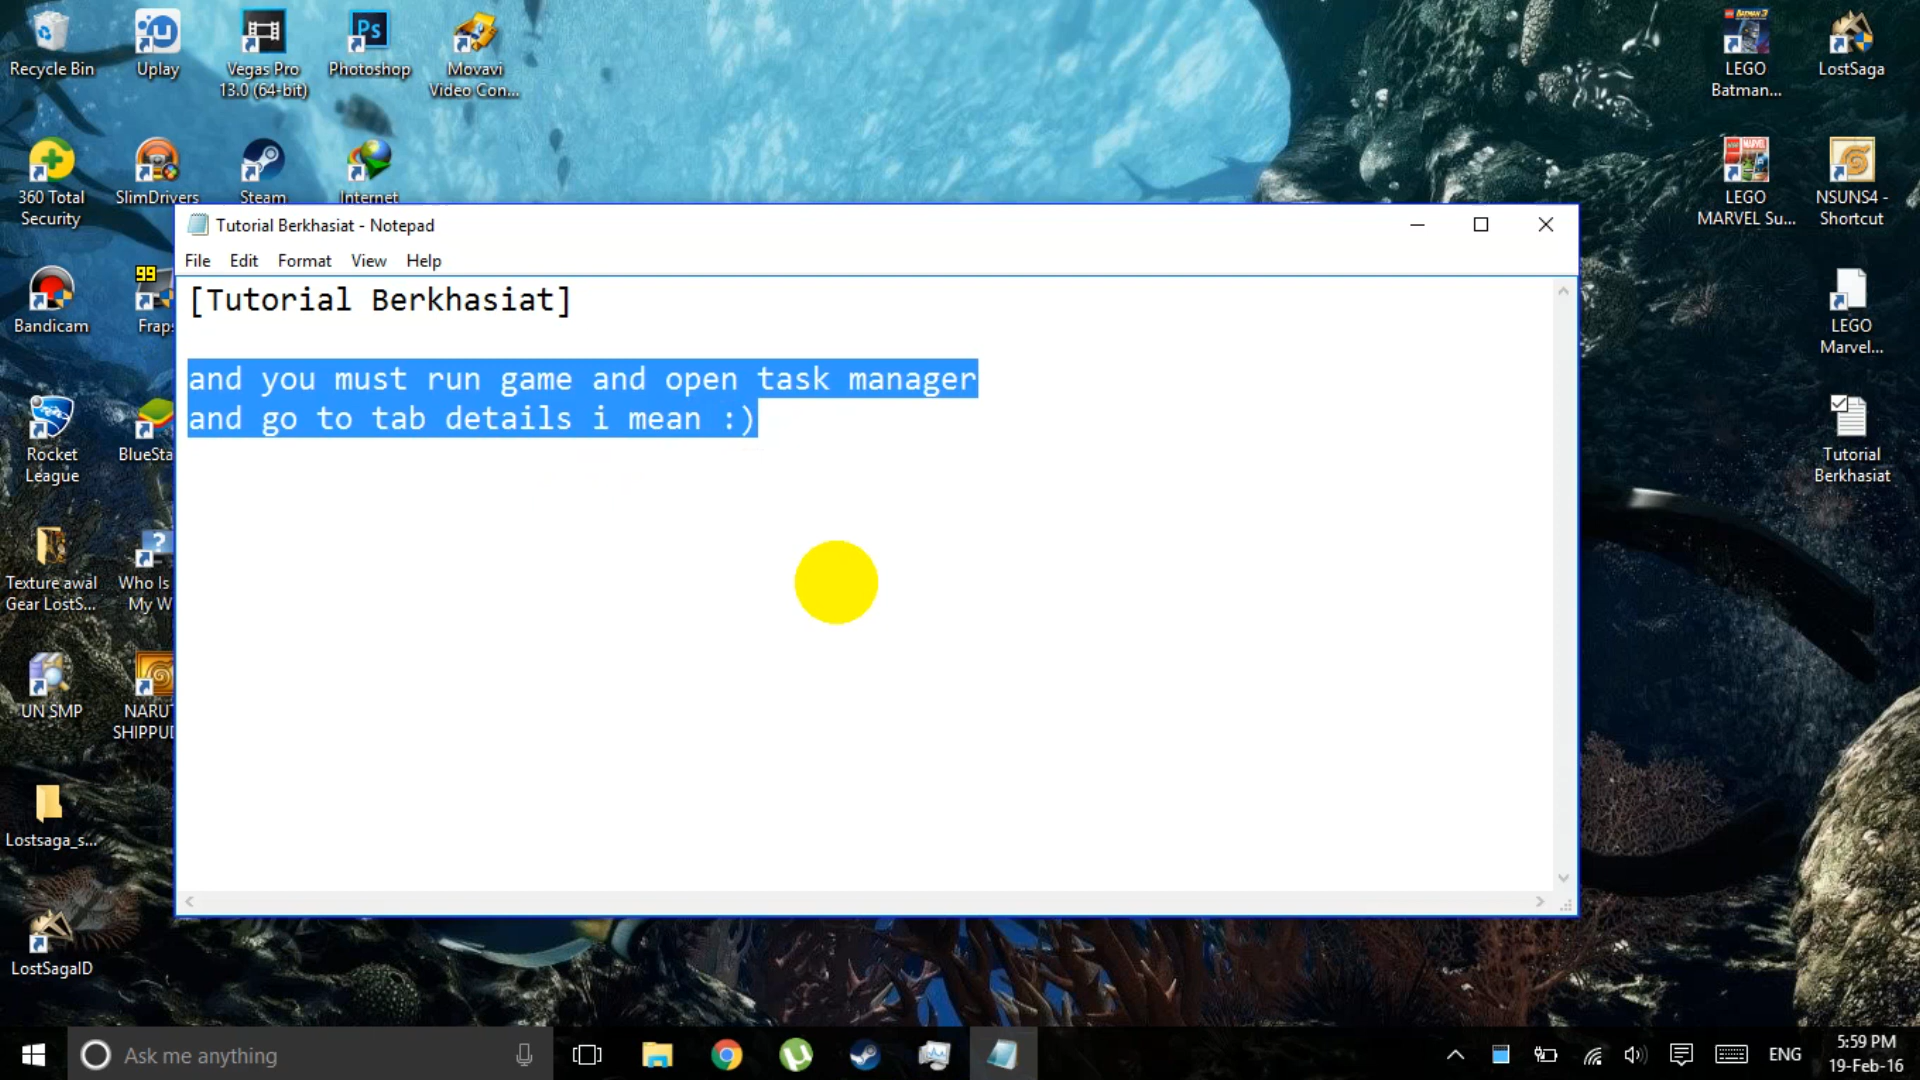 Recycle Bin
Uplay
Vegas Pro
13.0 (64-bit)
Ps
Photoshop
Movavi
Video Con...
LEGO
Batman...
LostSaga
360 Total
Security
SlimDrivers
Steam
Internet
LEGO
MARVEL Su...
NSUNS4 -
Shortcut
Tutorial Berkhasiat - Notepad
File Edit Format View Help
[Tutorial Berkhasiat]
and you must run game and open task manager
and go to tab details i mean :)
Bandicam
99
Fraps
LEGO
Marvel...
Rocket
League
BlueSta
Tutorial
Berkhasiat
Texture awal
Gear LostS...
Who Is
My W
UN SMP
NARUT
SHIPPUD
Lostsaga_s...
LostSagaID
Ask me anything
ENG
5:59 PM
19-Feb-16